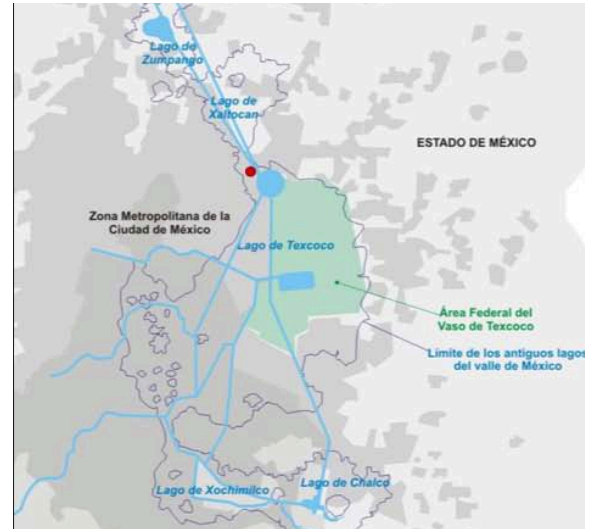 Lago de
Zumpango
Lago de
Xaltocan
ESTADO DE MÉXICO
Zona Metropolitana de la
Ciudad de México
Lago de Texcoco
Área Federal del
Vaso de Texcoco
Límite de los antiguos lagos
del valle de México
Lago de Chalco
Lago de Xochimilco